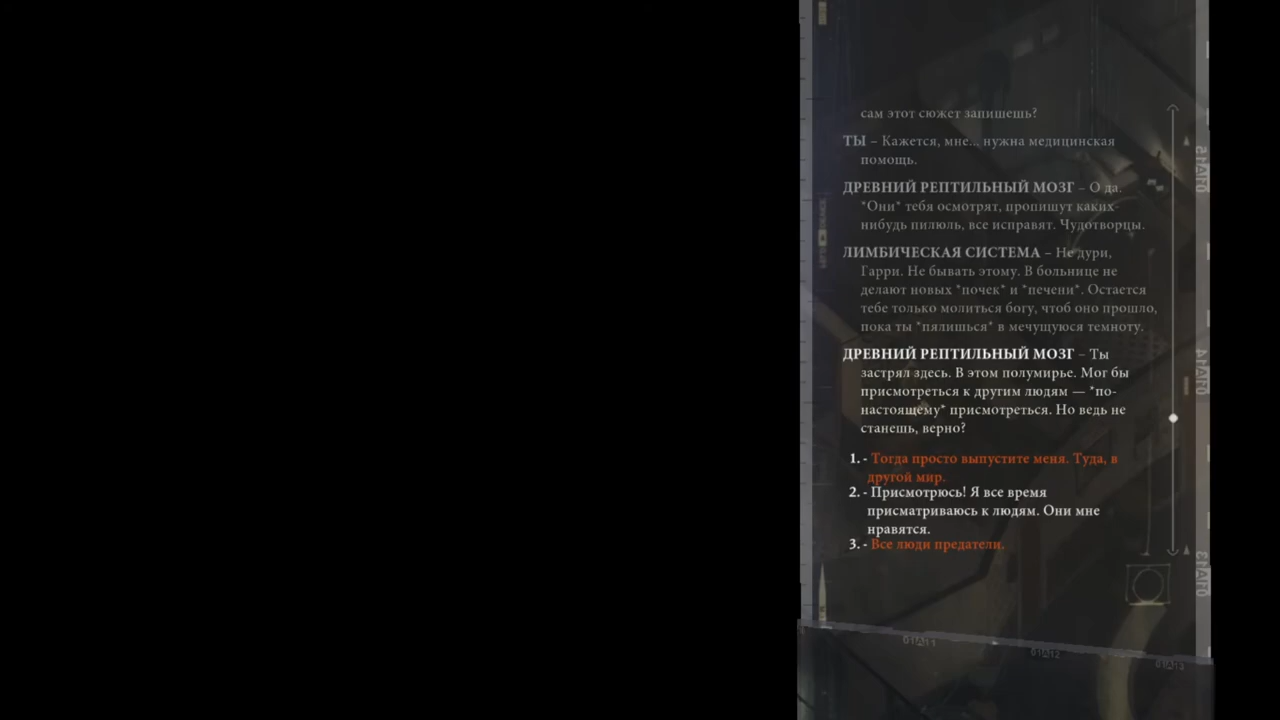 сам этот сюжет запишешь?
ТЫ – Кажется, мне... нужна медицинская
помощь.
ДРЕВНИЙ РЕПТИЛЬНЫЙ МОЗГ – О да.
*Они* тебя осмотрят, пропишут каких-
нибудь пилюль, все исправят. Чудотворцы.
ЛИМБИЧЕСКАЯ СИСТЕМА – Не дури,
Гарри. Не бывать этому. В больнице не
делают новых *почек* и *печени*. Остается
тебе только молиться богу, чтоб оно прошло,
пока ты *пялишься* в мечущуюся темноту.
ДРЕВНИЙ РЕПТИЛЬНЫЙ МОЗГ – Ты
застрял здесь. В этом полумирье. Мог бы
присмотреться к другим людям — *по-
настоящему* присмотреться. Но ведь не
станешь, верно?
1. - Тогда просто выпустите меня. Туда, в
другой мир.
2. - Присмотрюсь! Я все время
присматриваюсь к людям. Они мне
нравятся.
3. - Все люди предатели.